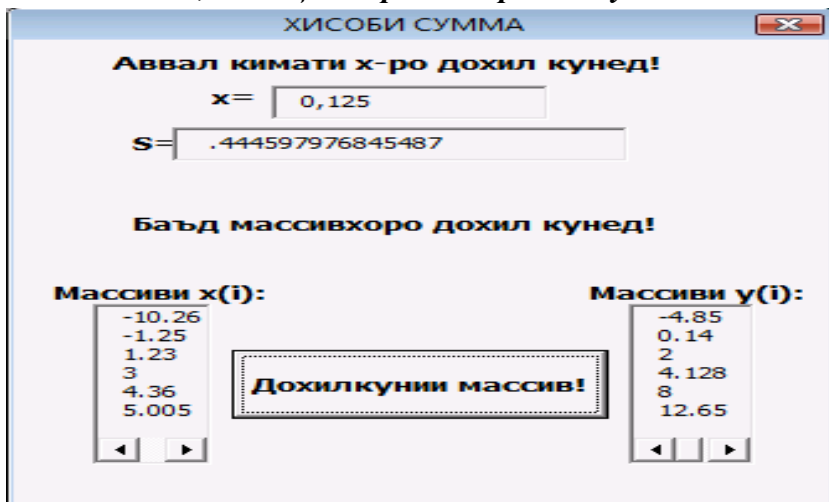 ХИСОБИ СУММА
Аввал кимати х-ро дохил кунед!
x= 0,125
S= .444597976845487
Баъд массивхоро дохил кунед!
Массиви x(i):
-10.26
-1.25
1.23
3
4.36
5.005
Дохилкунии массив!
Массиви y(i):
-4.85
0.14
2
4.128
8
12.65